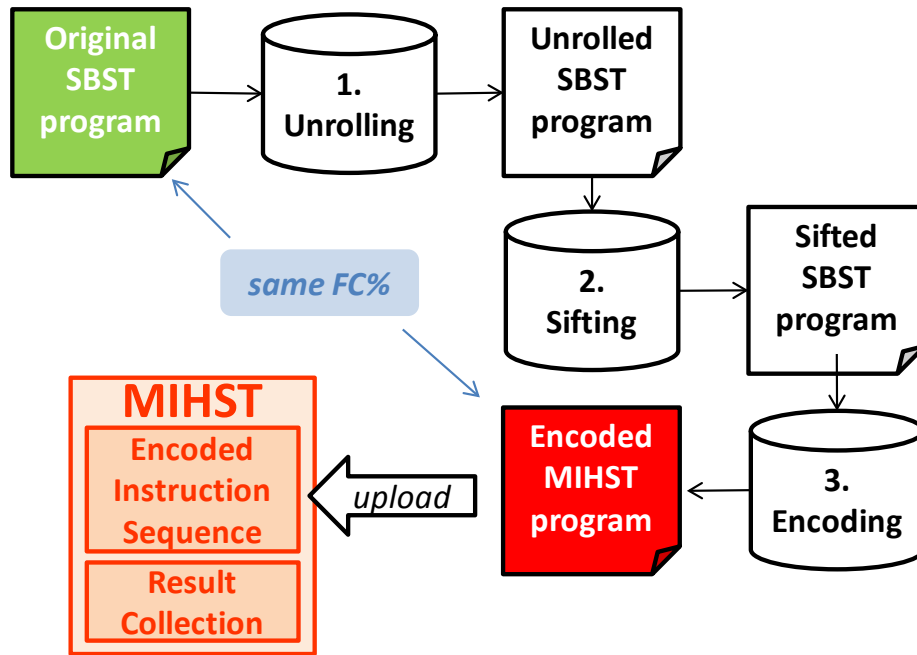 Original
SBST
program
1.
Unrolling
Unrolled
SBST
program
2.
Sifting
Sifted
SBST
program
same FC%
3.
Encoding
Encoded
MIHST
program
upload
MIHST
Encoded
Instruction
Sequence
Result
Collection